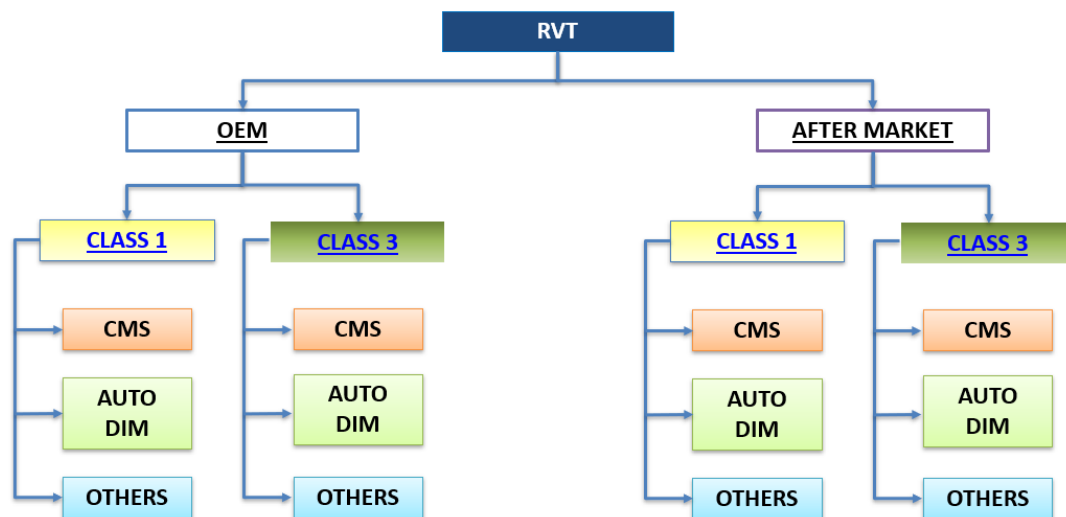 RVT
OEM
AFTER MARKET
CLASS 1
CLASS 3
CLASS 1
CLASS 3
CMS
CMS
CMS
CMS
AUTO
DIM
AUTO
DIM
AUTO
DIM
AUTO
DIM
OTHERS
OTHERS
OTHERS
OTHERS